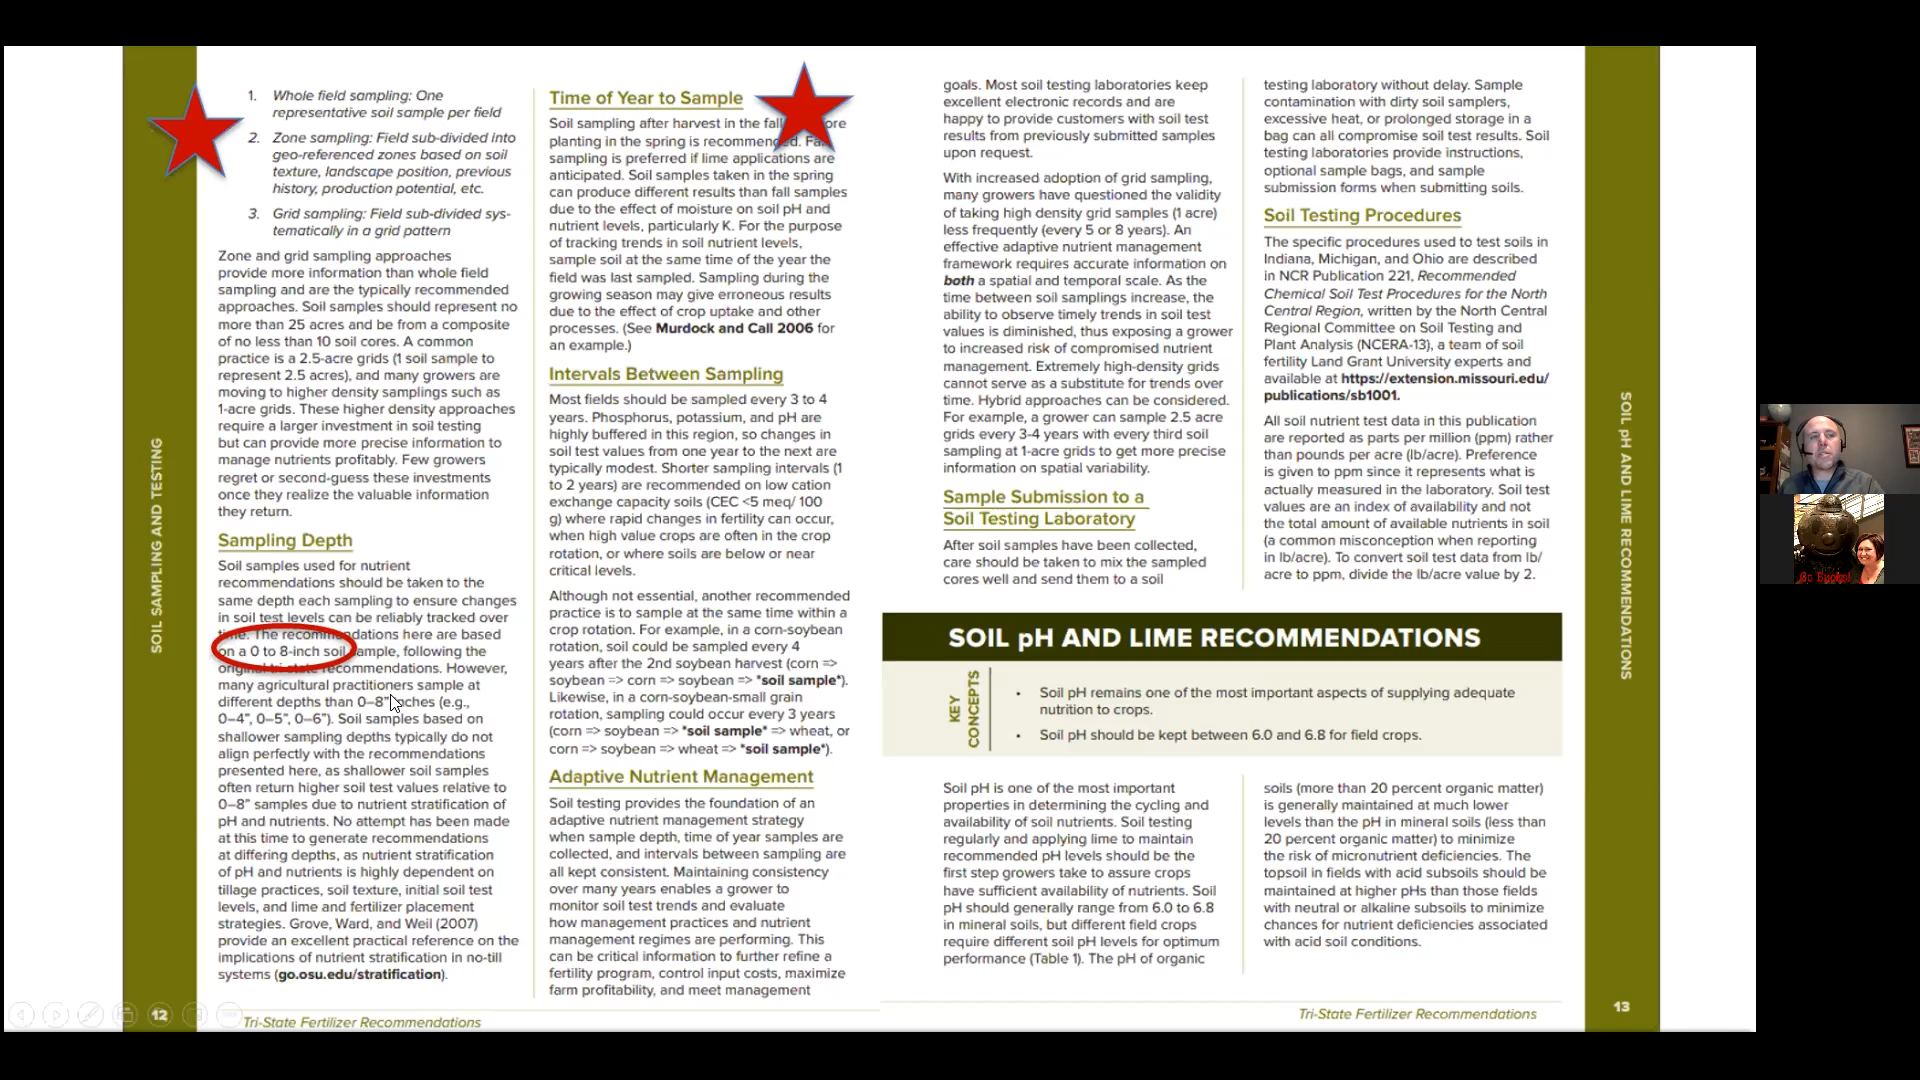 SOIL SAMPLING AND TESTING
1. Whole field sampling: One
representative soil sample per field
2. Zone sampling: Field sub-divided into
geo-referenced zones based on soil
texture, landscape position, previous
history, production potential, etc.
3. Grid sampling: Field sub-divided sys-
tematically in a grid pattern
Zone and grid sampling approaches
provide more information than whole field
sampling and are the typically recommended
approaches. Soil samples should represent no
more than 25 acres and be from a composite
of no less than 10 soil cores. A common
practice is a 2.5-acre grids (1 soil sample to
represent 2.5 acres), and many growers are
moving to higher density samplings such as
1-acre grids. These higher density approaches
require a larger investment in soil testing
but can provide more precise information to
manage nutrients profitably. Few growers
regret or second-guess these investments
once they realize the valuable information
they return.
Sampling Depth
Soil samples used for nutrient
recommendations should be taken to the
same depth each sampling to ensure changes
in soil test levels can be reliably tracked over
time. The recommendations here are based
on a 0 to 8-inch soil sample, following the
original tri-state recommendations. However,
many agricultural practitioners sample at
different depths than 0–8" inches (e.g.,
0–4", 0–5", 0–6"). Soil samples based on
shallower sampling depths typically do not
align perfectly with the recommendations
presented here, as shallower soil samples
often return higher soil test values relative to
0–8" samples due to nutrient stratification of
pH and nutrients. No attempt has been made
at this time to generate recommendations
at differing depths, as nutrient stratification
of pH and nutrients is highly dependent on
tillage practices, soil texture, initial soil test
levels, and lime and fertilizer placement
strategies. Grove, Ward, and Weil (2007)
provide an excellent practical reference on the
implications of nutrient stratification in no-till
systems (go.osu.edu/stratification).
Time of Year to Sample
Soil sampling after harvest in the fall ore
planting in the spring is recommended. Fa
sampling is preferred if lime applications are
anticipated. Soil samples taken in the spring
can produce different results than fall samples
due to the effect of moisture on soil pH and
nutrient levels, particularly K. For the purpose
of tracking trends in soil nutrient levels,
sample soil at the same time of the year the
field was last sampled. Sampling during the
growing season may give erroneous results
due to the effect of crop uptake and other
processes. (See Murdock and Call 2006 for
an example.)
Intervals Between Sampling
Most fields should be sampled every 3 to 4
years. Phosphorus, potassium, and pH are
highly buffered in this region, so changes in
soil test values from one year to the next are
typically modest. Shorter sampling intervals (1
to 2 years) are recommended on low cation
exchange capacity soils (CEC <5 meq/ 100
g) where rapid changes in fertility can occur,
when high value crops are often in the crop
rotation, or where soils are below or near
critical levels.
Although not essential, another recommended
practice is to sample at the same time within a
crop rotation. For example, in a corn-soybean
rotation, soil could be sampled every 4
years after the 2nd soybean harvest (corn =>
soybean => corn => soybean => *soil sample*).
Likewise, in a corn-soybean-small grain
rotation, sampling could occur every 3 years
(corn => soybean => *soil sample* => wheat, or
corn => soybean => wheat => *soil sample*).
Adaptive Nutrient Management
Soil testing provides the foundation of an
adaptive nutrient management strategy
when sample depth, time of year samples are
collected, and intervals between sampling are
all kept consistent. Maintaining consistency
over many years enables a grower to
monitor soil test trends and evaluate
how management practices and nutrient
management regimes are performing. This
can be critical information to further refine a
fertility program, control input costs, maximize
farm profitability, and meet management
12
Tri-State Fertilizer Recommendations
goals. Most soil testing laboratories keep
excellent electronic records and are
happy to provide customers with soil test
results from previously submitted samples
upon request.
With increased adoption of grid sampling,
many growers have questioned the validity
of taking high density grid samples (1 acre)
less frequently (every 5 or 8 years). An
effective adaptive nutrient management
framework requires accurate information on
both a spatial and temporal scale. As the
time between soil samplings increase, the
ability to observe timely trends in soil test
values is diminished, thus exposing a grower
to increased risk of compromised nutrient
management. Extremely high-density grids
cannot serve as a substitute for trends over
time. Hybrid approaches can be considered.
For example, a grower can sample 2.5 acre
grids every 3-4 years with every third soil
sampling at 1-acre grids to get more precise
information on spatial variability.
Sample Submission to a
Soil Testing Laboratory
After soil samples have been collected,
care should be taken to mix the sampled
cores well and send them to a soil
testing laboratory without delay. Sample
contamination with dirty soil samplers,
excessive heat, or prolonged storage in a
bag can all compromise soil test results. Soil
testing laboratories provide instructions,
optional sample bags, and sample
submission forms when submitting soils.
Soil Testing Procedures
The specific procedures used to test soils in
Indiana, Michigan, and Ohio are described
in NCR Publication 221, Recommended
Chemical Soil Test Procedures for the North
Central Region, written by the North Central
Regional Committee on Soil Testing and
Plant Analysis (NCERA-13), a team of soil
fertility Land Grant University experts and
available at https://extension.missouri.edu/
publications/sb1001.
All soil nutrient test data in this publication
are reported as parts per million (ppm) rather
than pounds per acre (lb/acre). Preference
is given to ppm since it represents what is
actually measured in the laboratory. Soil test
values are an index of availability and not
the total amount of available nutrients in soil
(a common misconception when reporting
in lb/acre). To convert soil test data from lb/
acre to ppm, divide the lb/acre value by 2.
SOIL pH AND LIME RECOMMENDATIONS
KEY
CONCEPTS
• Soil pH remains one of the most important aspects of supplying adequate
nutrition to crops.
• Soil pH should be kept between 6.0 and 6.8 for field crops.
Soil pH is one of the most important
properties in determining the cycling and
availability of soil nutrients. Soil testing
regularly and applying lime to maintain
recommended pH levels should be the
first step growers take to assure crops
have sufficient availability of nutrients. Soil
pH should generally range from 6.0 to 6.8
in mineral soils, but different field crops
require different soil pH levels for optimum
performance (Table 1). The pH of organic
soils (more than 20 percent organic matter)
is generally maintained at much lower
levels than the pH in mineral soils (less than
20 percent organic matter) to minimize
the risk of micronutrient deficiencies. The
topsoil in fields with acid subsoils should be
maintained at higher pHs than those fields
with neutral or alkaline subsoils to minimize
chances for nutrient deficiencies associated
with acid soil conditions.
Tri-State Fertilizer Recommendations
13
SOIL pH AND LIME RECOMMENDATIONS
Go Bucks!